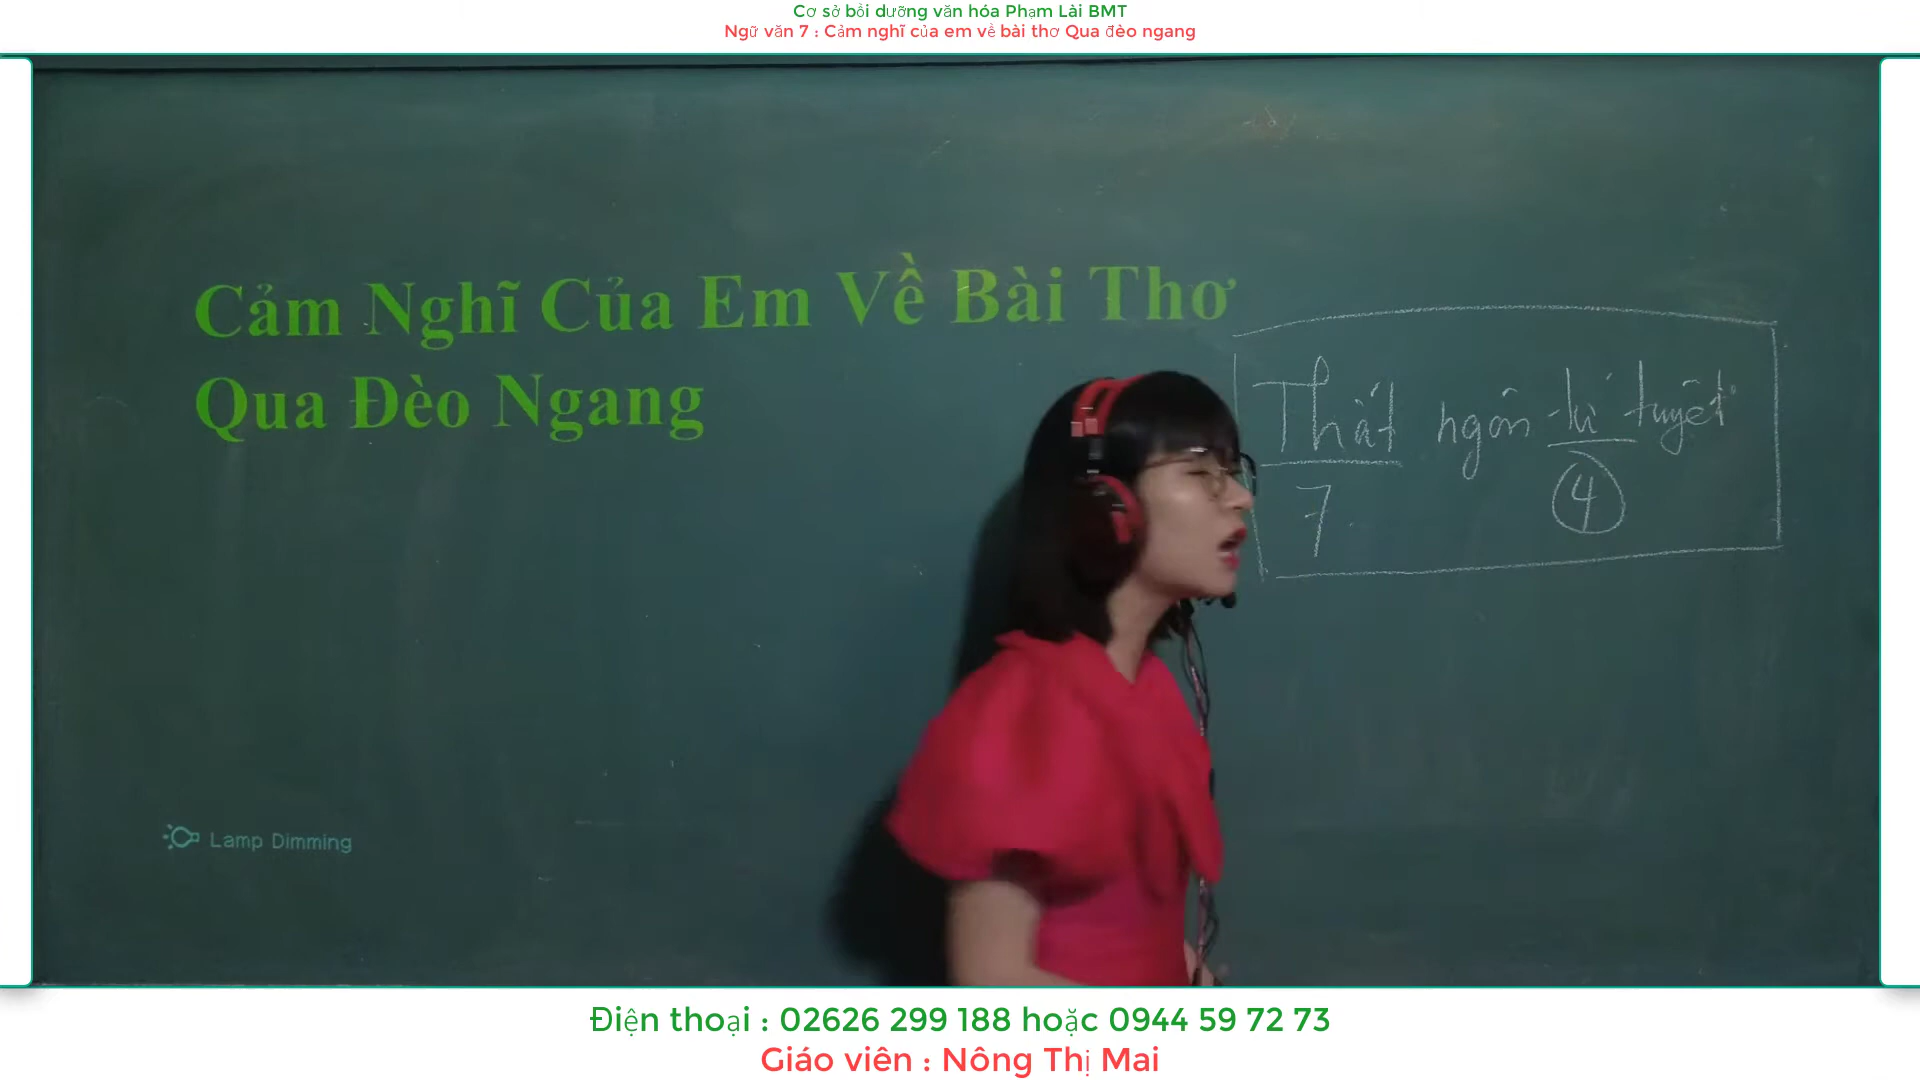 Cơ sở bồi dưỡng văn hóa Phạm Lài BMT
Ngữ văn 7 : Cảm nghĩ của em về bài thơ Qua đèo ngang
Cảm Nghĩ Của Em Về Bài Thơ
Qua Đèo Ngang
Thất ngôn tứ tuyệt
7
4
Lamp Dimming
Điện thoại : 02626 299 188 hoặc 0944 59 72 73
Giáo viên : Nông Thị Mai